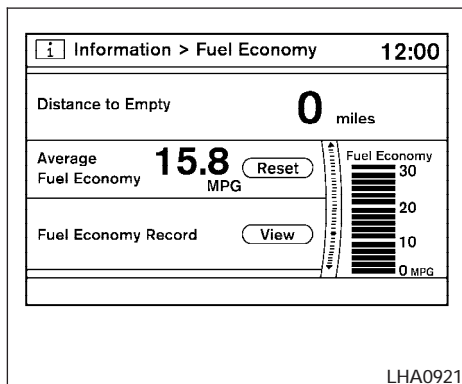 i Information > Fuel Economy 12:00
Distance to Empty 0 miles
Average
Fuel Economy 15.8 MPG Reset
Fuel Economy Record View
Fuel Economy
30
20
10
0 MPG
LHA0921